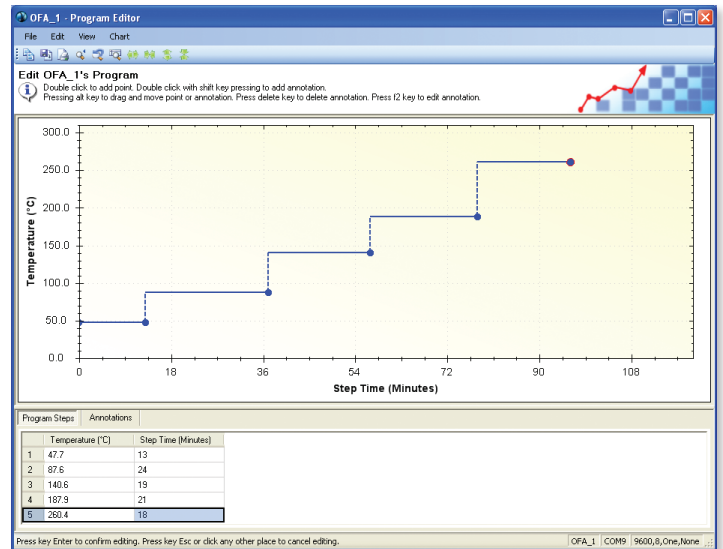 OFA_1 - Program Editor
File Edit View Chart
Edit OFA_1's Program
Double click to add point. Double click with shift key pressing to add annotation.
Pressing alt key to drag and move point or annotation. Press delete key to delete annotation. Press f2 key to edit annotation.
300.0
250.0
200.0
150.0
100.0
50.0
0.0
Temperature (°C)
0 18 36 54 72 90 108
Step Time (Minutes)
Program Steps Annotations
Temperature (°C) Step Time (Minutes)
1 47.7 13
2 87.6 24
3 140.6 19
4 187.9 21
5 260.4 18
Press key Enter to confirm editing. Press key Esc or click any other place to cancel editing. OFA_1 COM9 9600,8,One,None